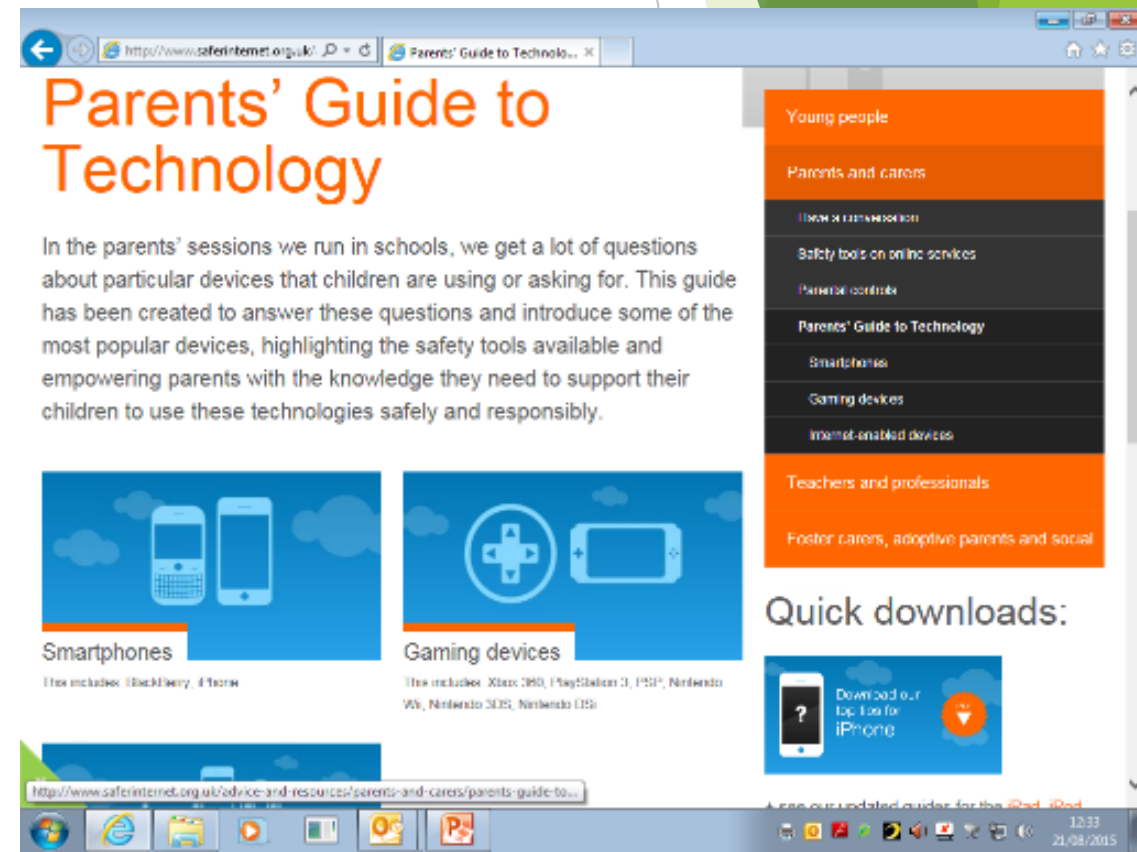 http://www.saferinternet.org.uk/
Parents' Guide to Technolo...
Parents' Guide to
Technology
In the parents' sessions we run in schools, we get a lot of questions
about particular devices that children are using or asking for. This guide
has been created to answer these questions and introduce some of the
most popular devices, highlighting the safety tools available and
empowering parents with the knowledge they need to support their
children to use these technologies safely and responsibly.
Smartphones
This includes: BlackBerry, iPhone
Gaming devices
This includes: Xbox 360, PlayStation 3, PSP, Nintendo
Wii, Nintendo 3DS, Nintendo DSi
Young people
Parents and carers
Have a conversation
Safety tools on online services
Parental controls
Parents' Guide to Technology
Smartphones
Gaming devices
Internet-enabled devices
Teachers and professionals
Foster carers, adoptive parents and social
Quick downloads:
?
Download our
top tips for
iPhone
+ see our updated guides for the iPad, iPod
http://www.saferinternet.org.uk/advice-and-resources/parents-and-carers/parents-guide-to...
12:33
21/08/2015